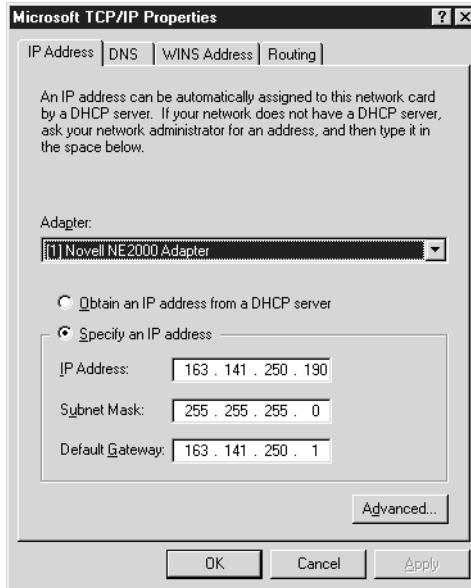 Microsoft TCP/IP Properties
IP Address DNS WINS Address Routing
An IP address can be automatically assigned to this network card
by a DHCP server. If your network does not have a DHCP server,
ask your network administrator for an address, and then type it in
the space below.
Adapter:
[1] Novell NE2000 Adapter
Obtain an IP address from a DHCP server
Specify an IP address
IP Address: 163 . 141 . 250 . 190
Subnet Mask: 255 . 255 . 255 . 0
Default Gateway: 163 . 141 . 250 . 1
Advanced...
OK Cancel Apply